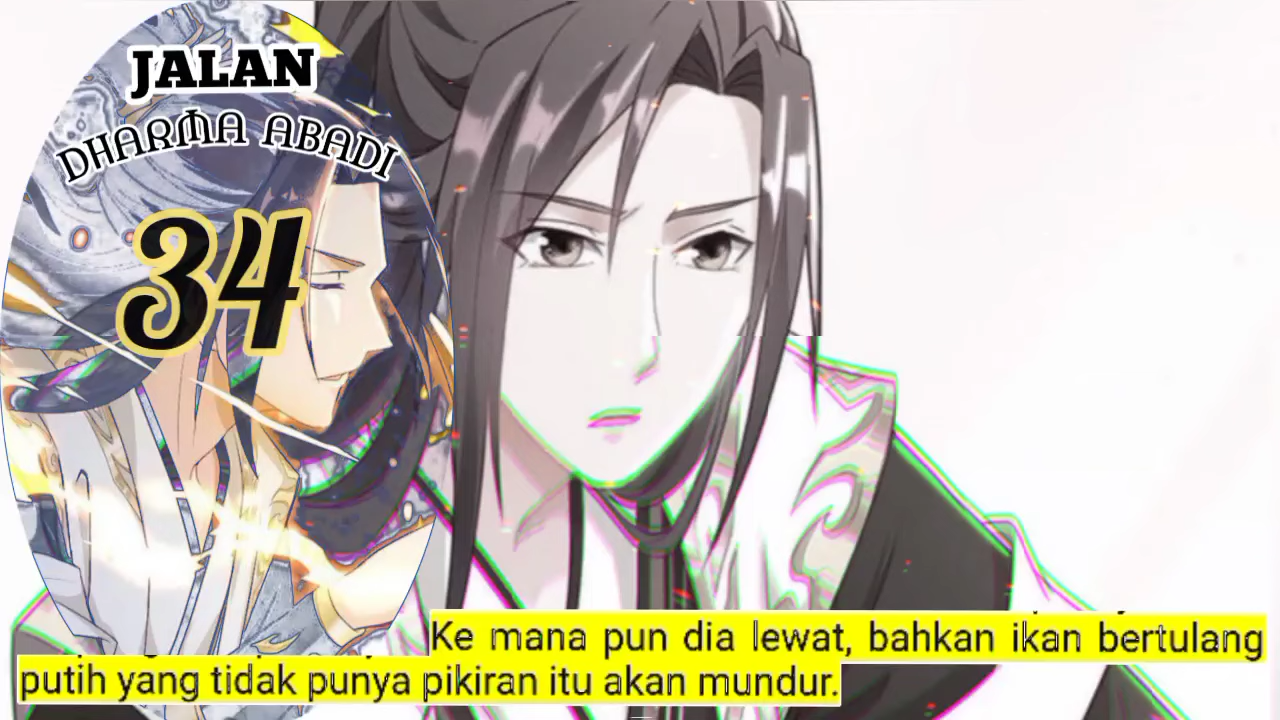 JALAN
DHARMA ABADI
34
Ke mana pun dia lewat, bahkan ikan bertulang
putih yang tidak punya pikiran itu akan mundur.